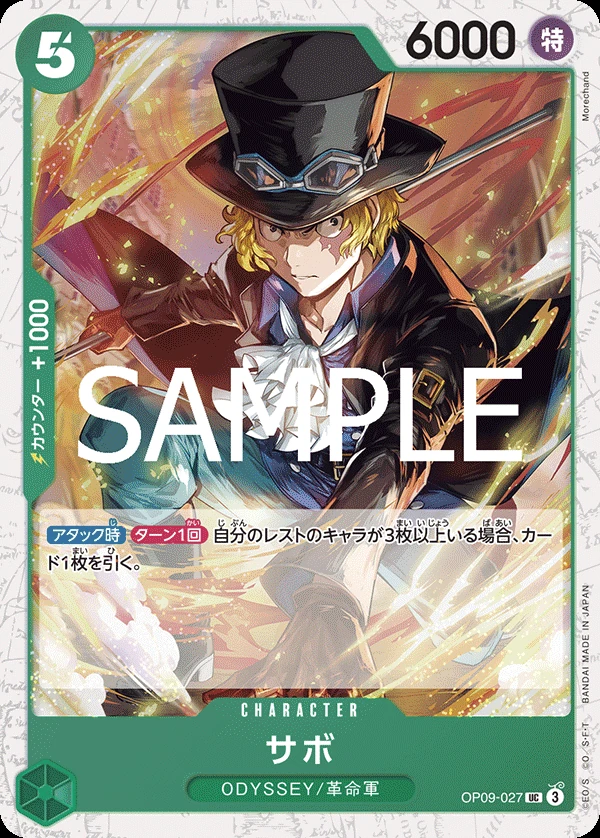 5
6000
特
Morechand
カウンター +1000
SAMPLE
アタック時 ターン1回 自分のレストのキャラが3枚以上いる場合、カー
ド1枚を引く。
CHARACTER
サボ
ODYSSEY/革命軍
OP09-027 UC 3
©E.O/S. ©O./S.・F.・T. BANDAI MADE IN JAPAN